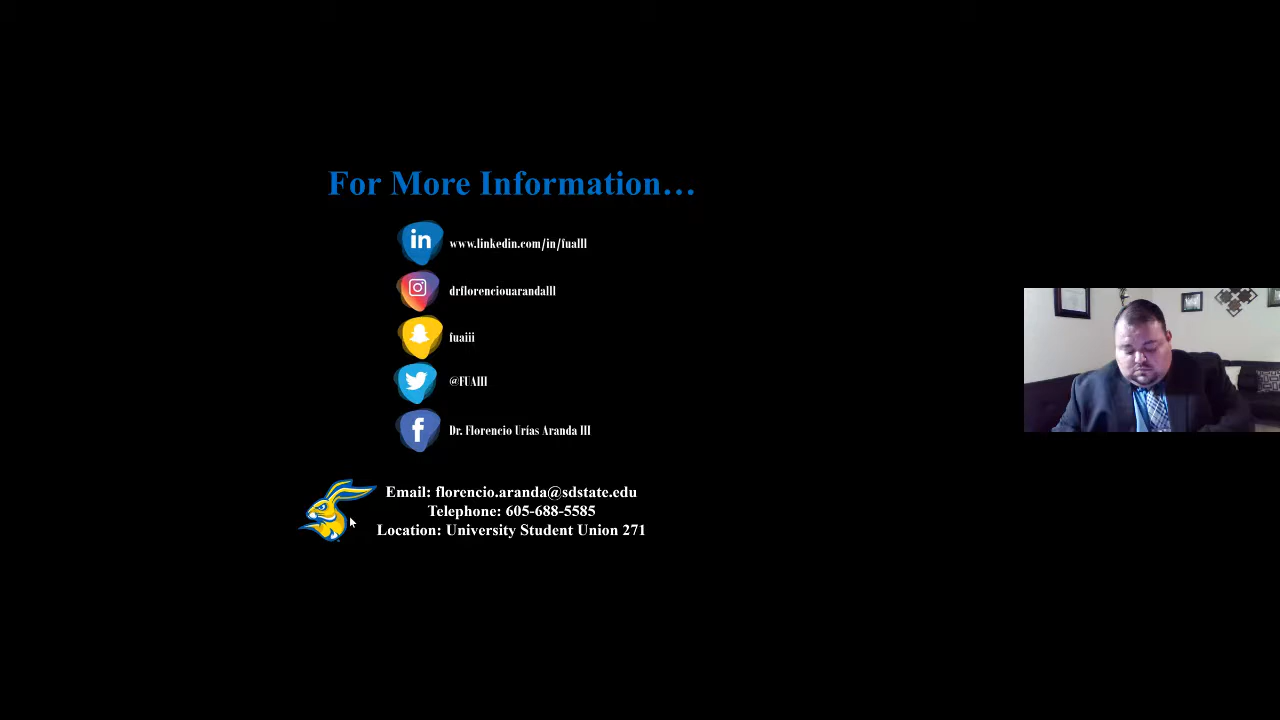 For More Information…
www.linkedin.com/in/fuaIII
drflorenciouarandaIII
fuaiii
@FUAIII
Dr. Florencio Urías Aranda III
Email: florencio.aranda@sdstate.edu
Telephone: 605-688-5585
Location: University Student Union 271